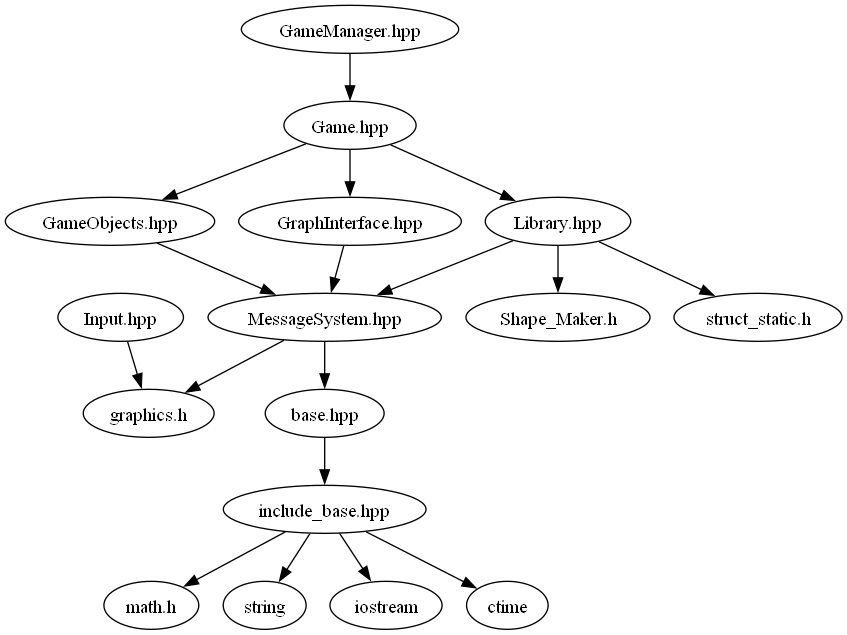 GameManager.hpp
Game.hpp
GameObjects.hpp
GraphInterface.hpp
Library.hpp
Input.hpp
MessageSystem.hpp
Shape_Maker.h
struct_static.h
graphics.h
base.hpp
include_base.hpp
math.h
string
iostream
ctime